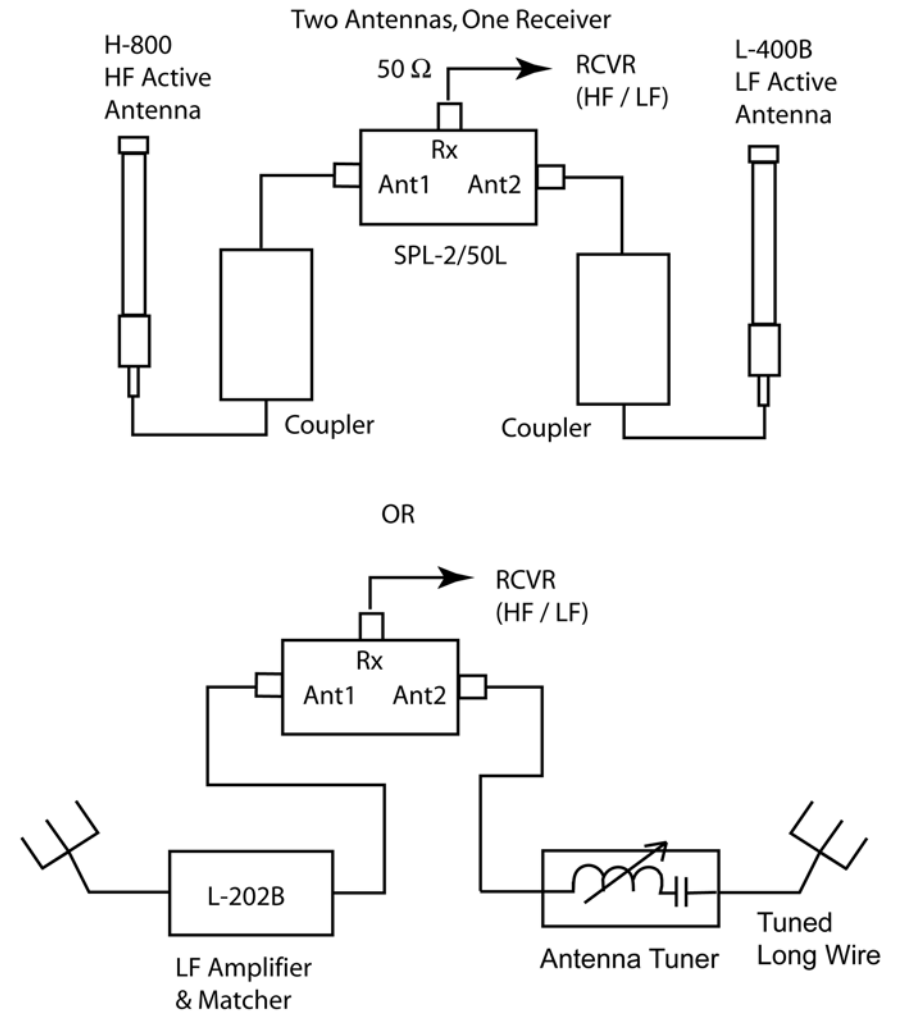 Two Antennas, One Receiver
H-800
HF Active
Antenna
50 Ω
RCVR
(HF / LF)
L-400B
LF Active
Antenna
Rx
Ant1
Ant2
SPL-2/50L
Coupler
Coupler
OR
RCVR
(HF / LF)
Rx
Ant1
Ant2
L-202B
LF Amplifier
& Matcher
Antenna Tuner
Tuned
Long Wire